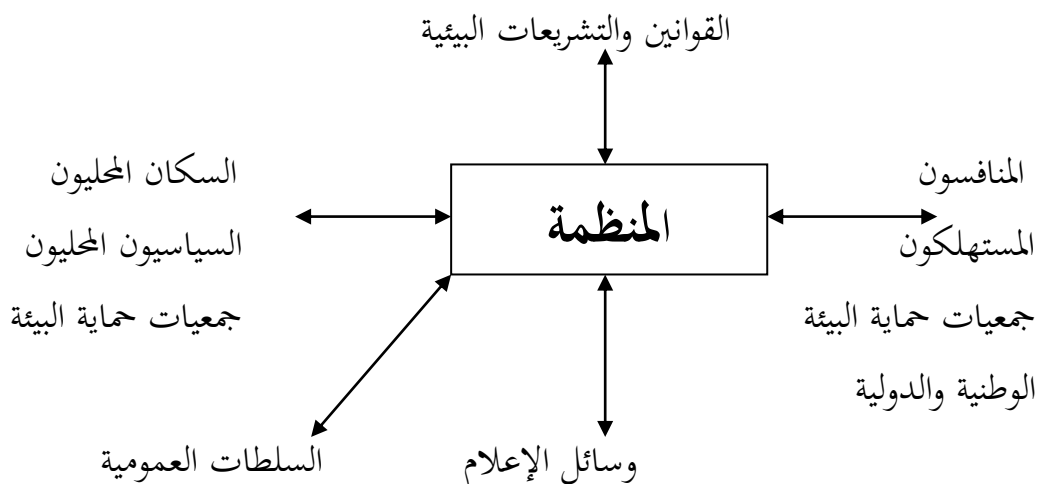 القوانين والتشريعات البيئية
المنافسون
المستهلكون
جمعيات حماية البيئة
الوطنية والدولية
المنظمة
السكان المحليون
السياسيون المحليون
جمعيات حماية البيئة
وسائل الإعلام
السلطات العمومية